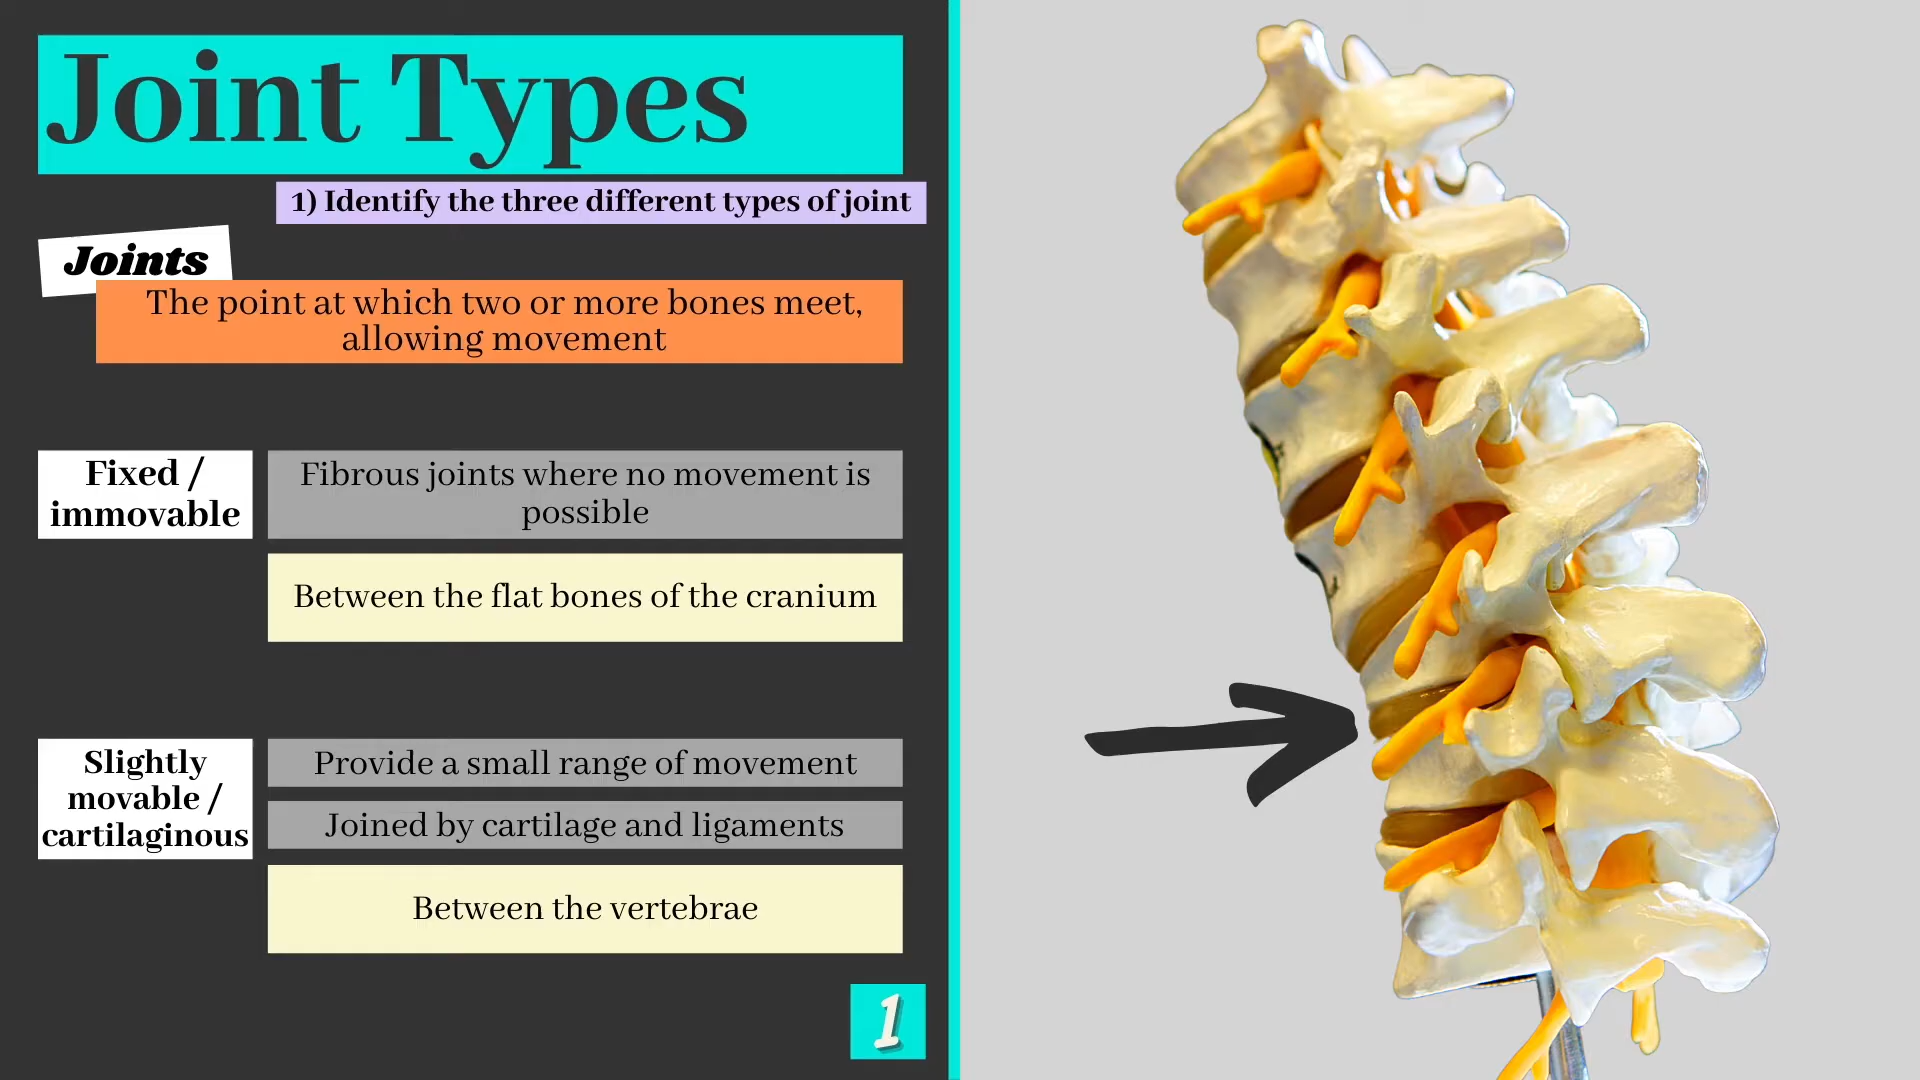 Joint Types
1) Identify the three different types of joint
Joints
The point at which two or more bones meet,
allowing movement
Fixed /
immovable
Fibrous joints where no movement is
possible
Between the flat bones of the cranium
Slightly
movable /
cartilaginous
Provide a small range of movement
Joined by cartilage and ligaments
Between the vertebrae
1